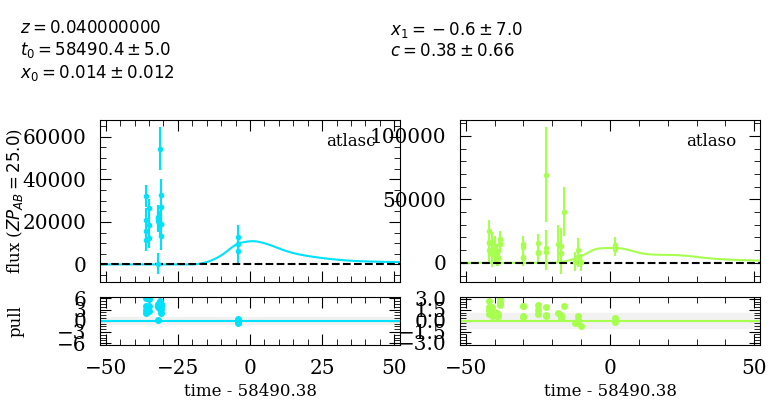 z = 0.040000000
t₀ = 58490.4 ± 5.0
x₀ = 0.014 ± 0.012
x₁ = −0.6 ± 7.0
c = 0.38 ± 0.66
flux (ZP_AB = 25.0)
60000
40000
20000
0
atlasc
100000
50000
0
atlaso
pull
6
3
0
−3
−6
3.0
1.5
0.0
−1.5
−3.0
−50 −25 0 25 50
−50 0 50
time - 58490.38
time - 58490.38